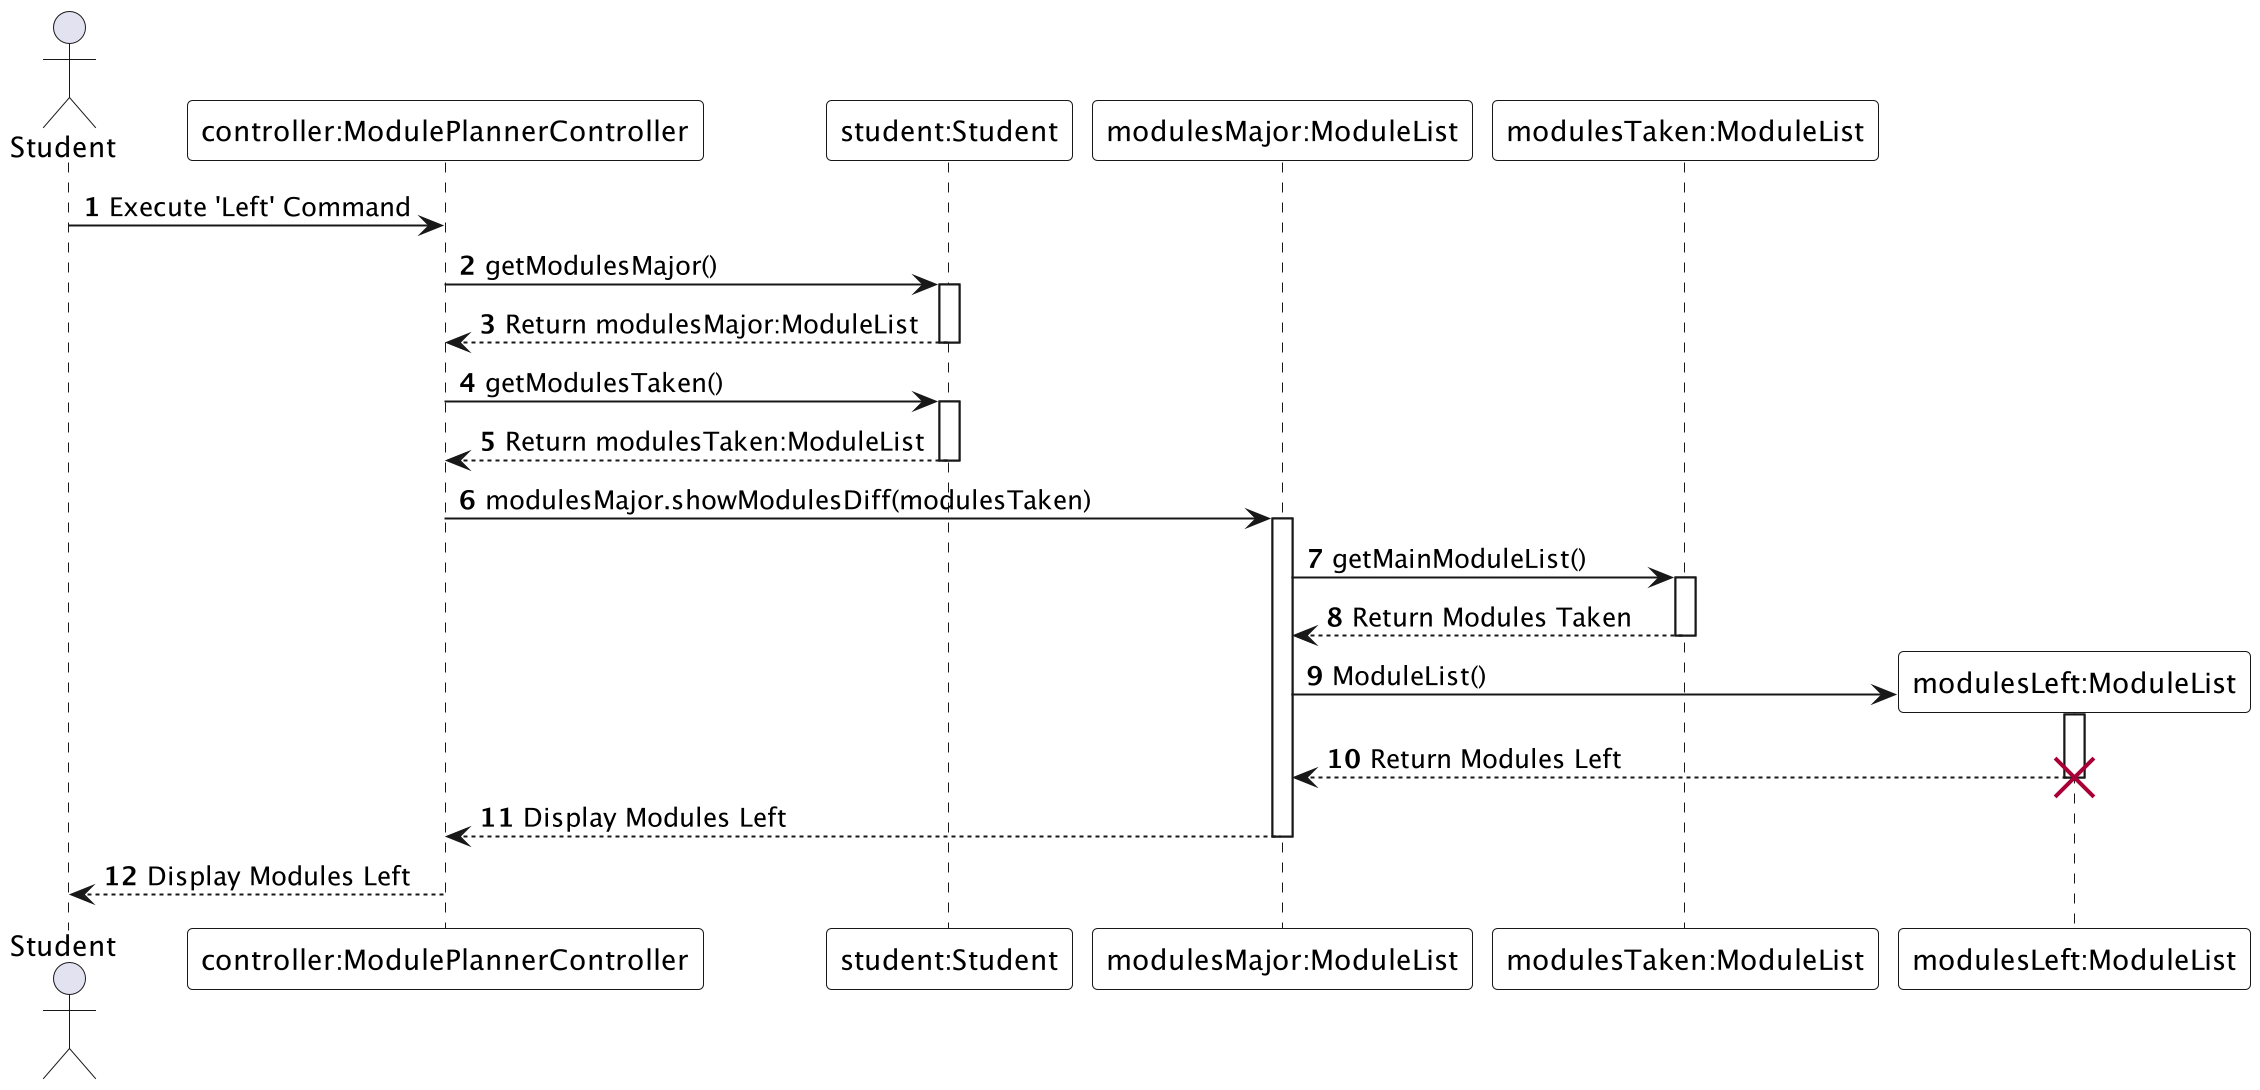 Student
controller:ModulePlannerController
student:Student
modulesMajor:ModuleList
modulesTaken:ModuleList
1 Execute 'Left' Command
2 getModulesMajor()
3 Return modulesMajor:ModuleList
4 getModulesTaken()
5 Return modulesTaken:ModuleList
6 modulesMajor.showModulesDiff(modulesTaken)
7 getMainModuleList()
8 Return Modules Taken
9 ModuleList()
modulesLeft:ModuleList
10 Return Modules Left
11 Display Modules Left
12 Display Modules Left
Student
controller:ModulePlannerController
student:Student
modulesMajor:ModuleList
modulesTaken:ModuleList
modulesLeft:ModuleList